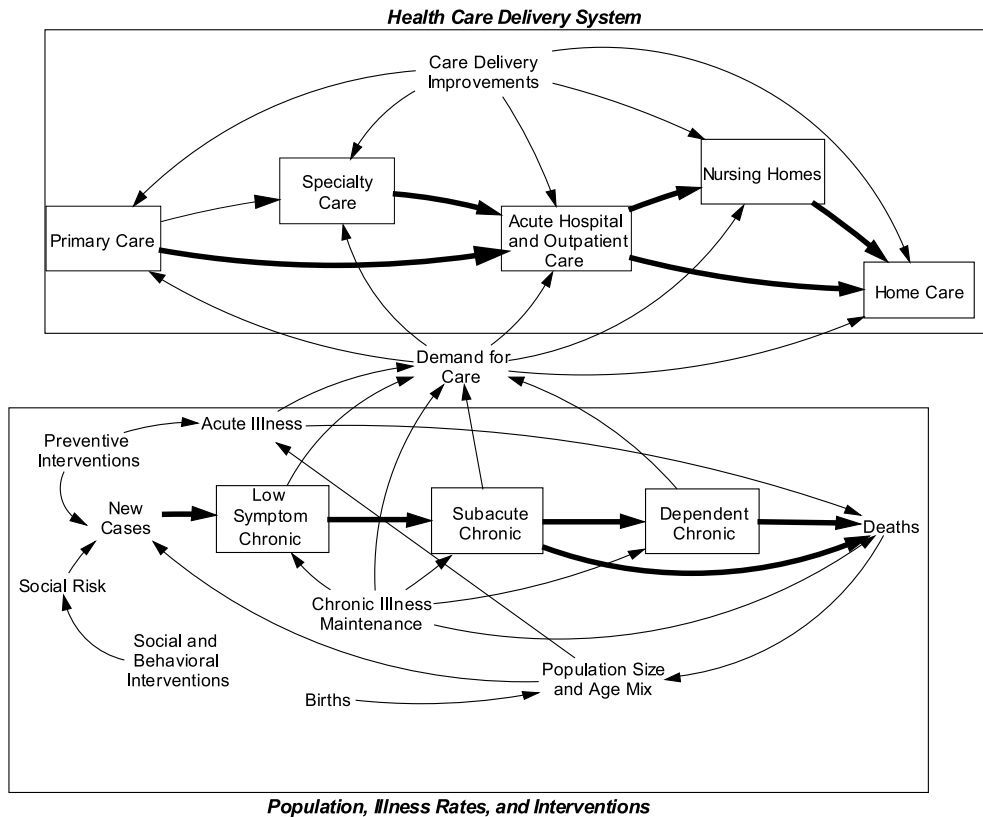 Health Care Delivery System
Care Delivery
Improvements
Specialty
Care
Nursing Homes
Primary Care
Acute Hospital
and Outpatient
Care
Home Care
Demand for
Care
Acute Illness
Preventive
Interventions
New
Cases
Low
Symptom
Chronic
Subacute
Chronic
Dependent
Chronic
Deaths
Social Risk
Chronic Illness
Maintenance
Social and
Behavioral
Interventions
Population Size
and Age Mix
Births
Population, Illness Rates, and Interventions